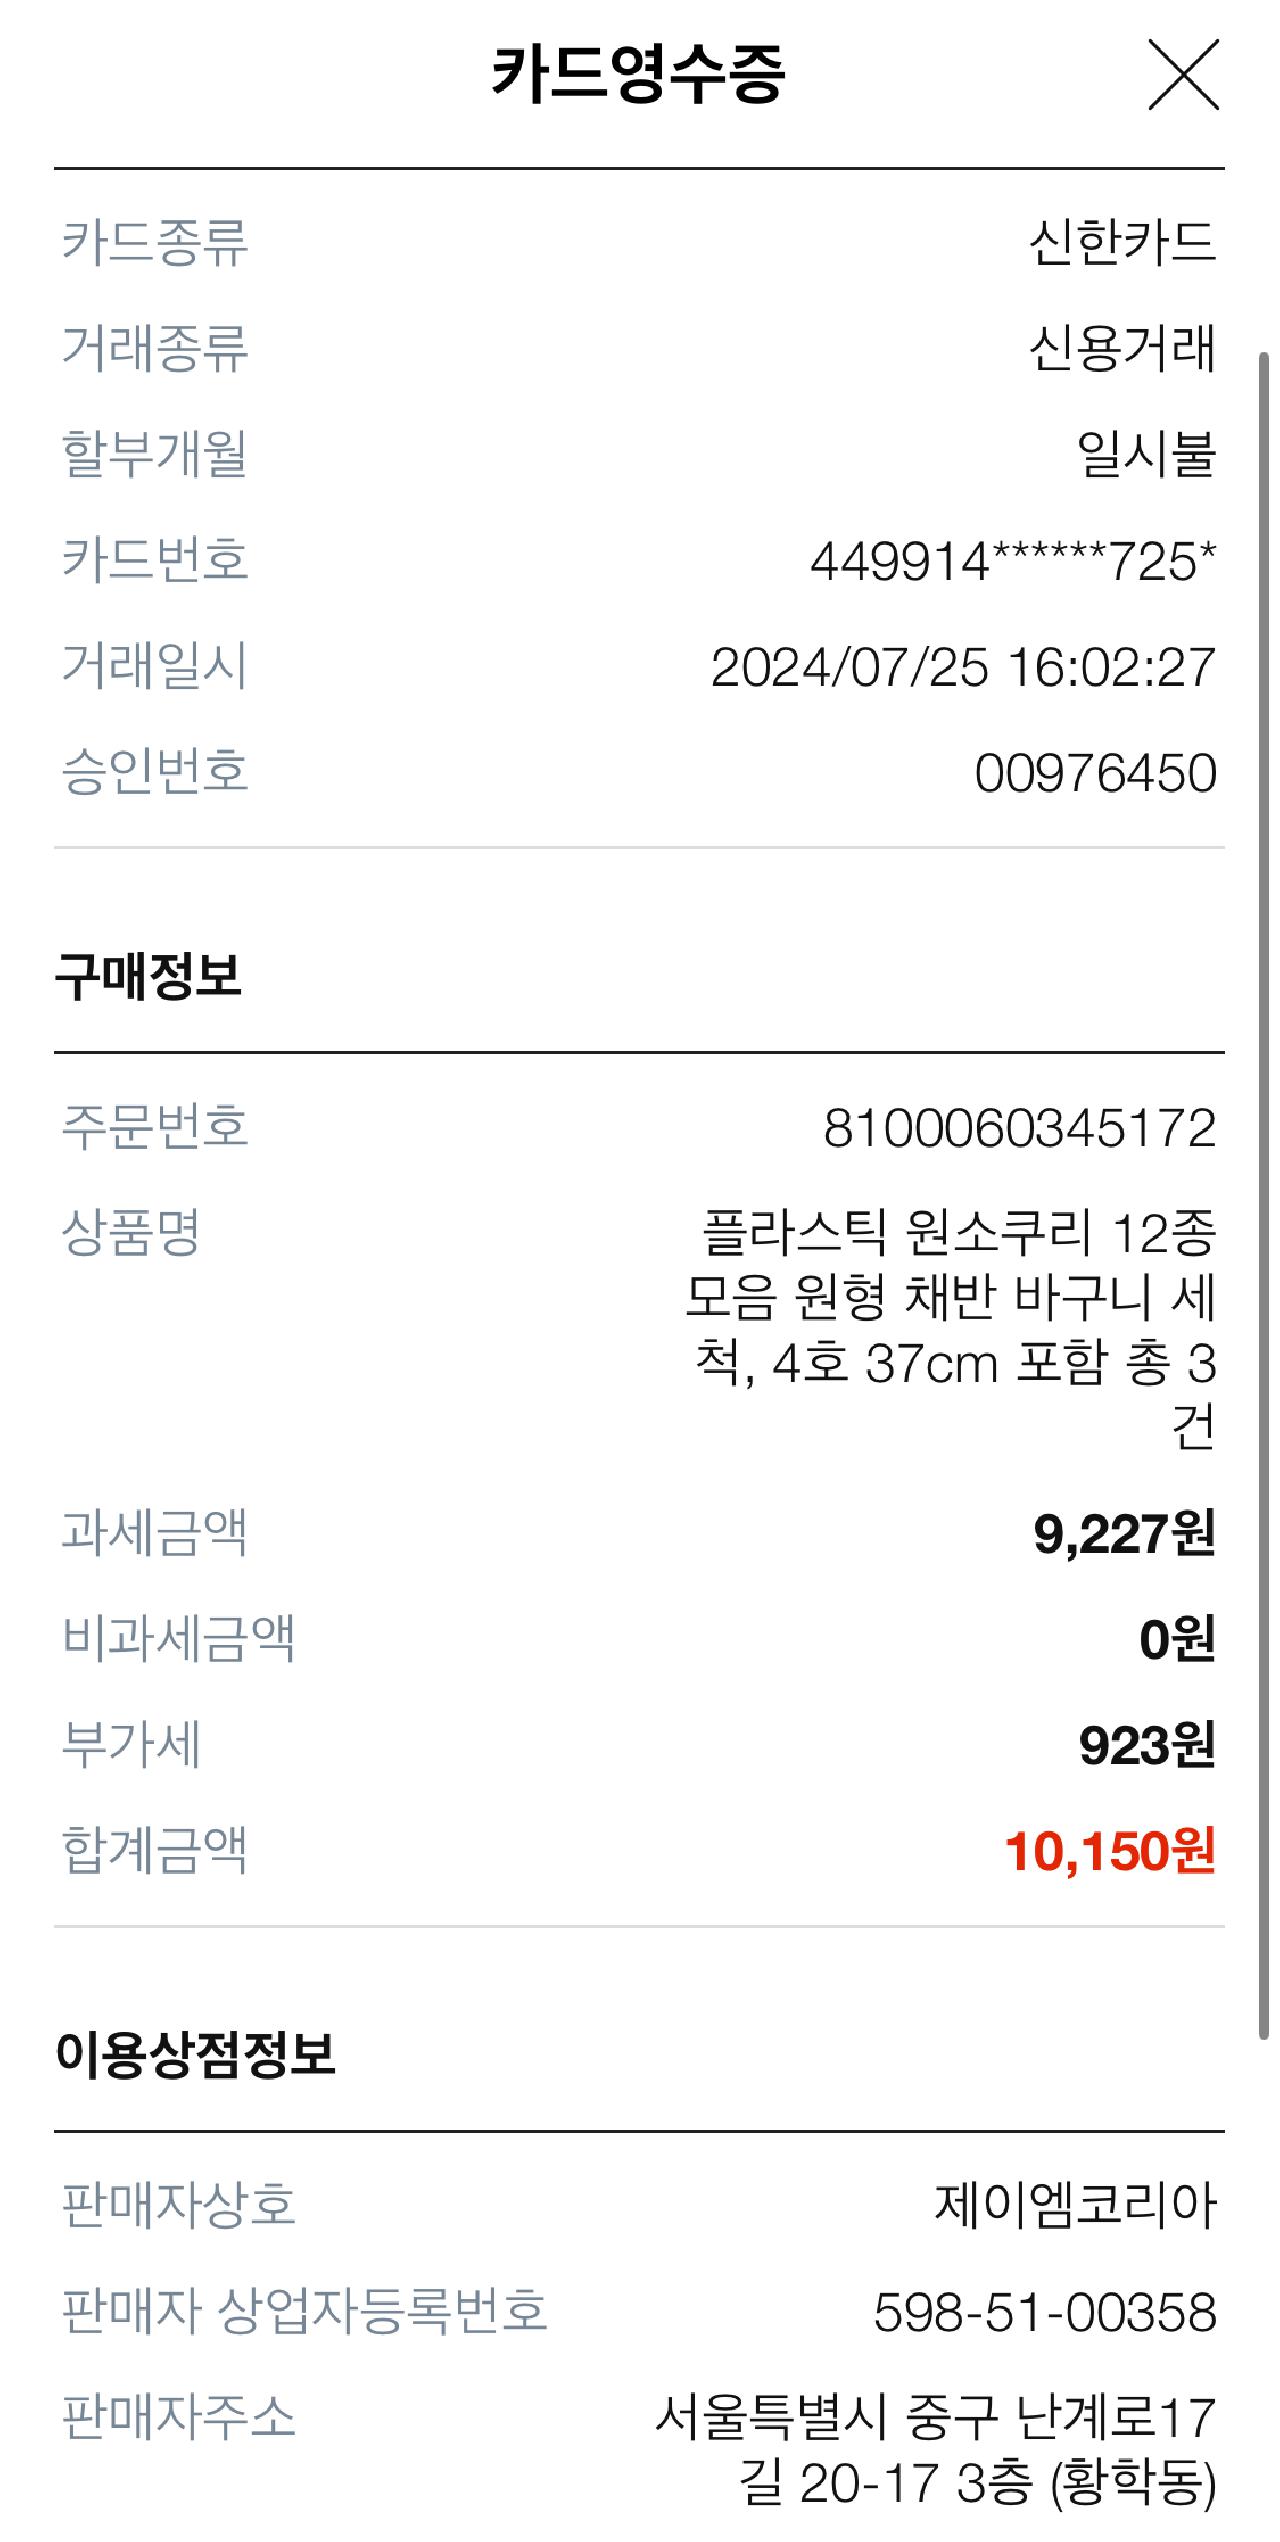 카드영수증
카드종류 신한카드
거래종류 신용거래
할부개월 일시불
카드번호 449914******725*
거래일시 2024/07/25 16:02:27
승인번호 00976450
구매정보
주문번호 8100060345172
상품명 플라스틱 원소쿠리 12종
모음 원형 채반 바구니 세
척, 4호 37cm 포함 총 3
건
과세금액 9,227원
비과세금액 0원
부가세 923원
합계금액 10,150원
이용상점정보
판매자상호 제이엠코리아
판매자 상업자등록번호 598-51-00358
판매자주소 서울특별시 중구 난계로17
길 20-17 3층 (황학동)